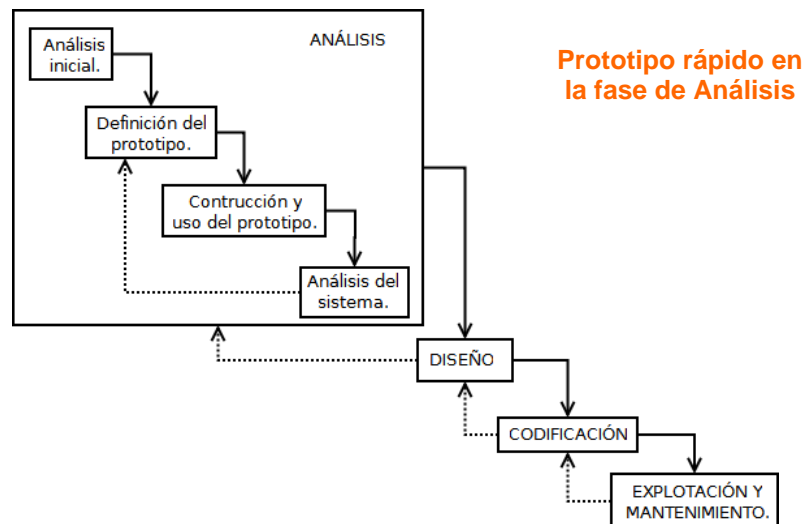 Análisis
inicial.
ANÁLISIS
Prototipo rápido en
la fase de Análisis
Definición del
prototipo.
Contrucción y
uso del prototipo.
Análisis del
sistema.
DISEÑO
CODIFICACIÓN
EXPLOTACIÓN Y
MANTENIMIENTO.